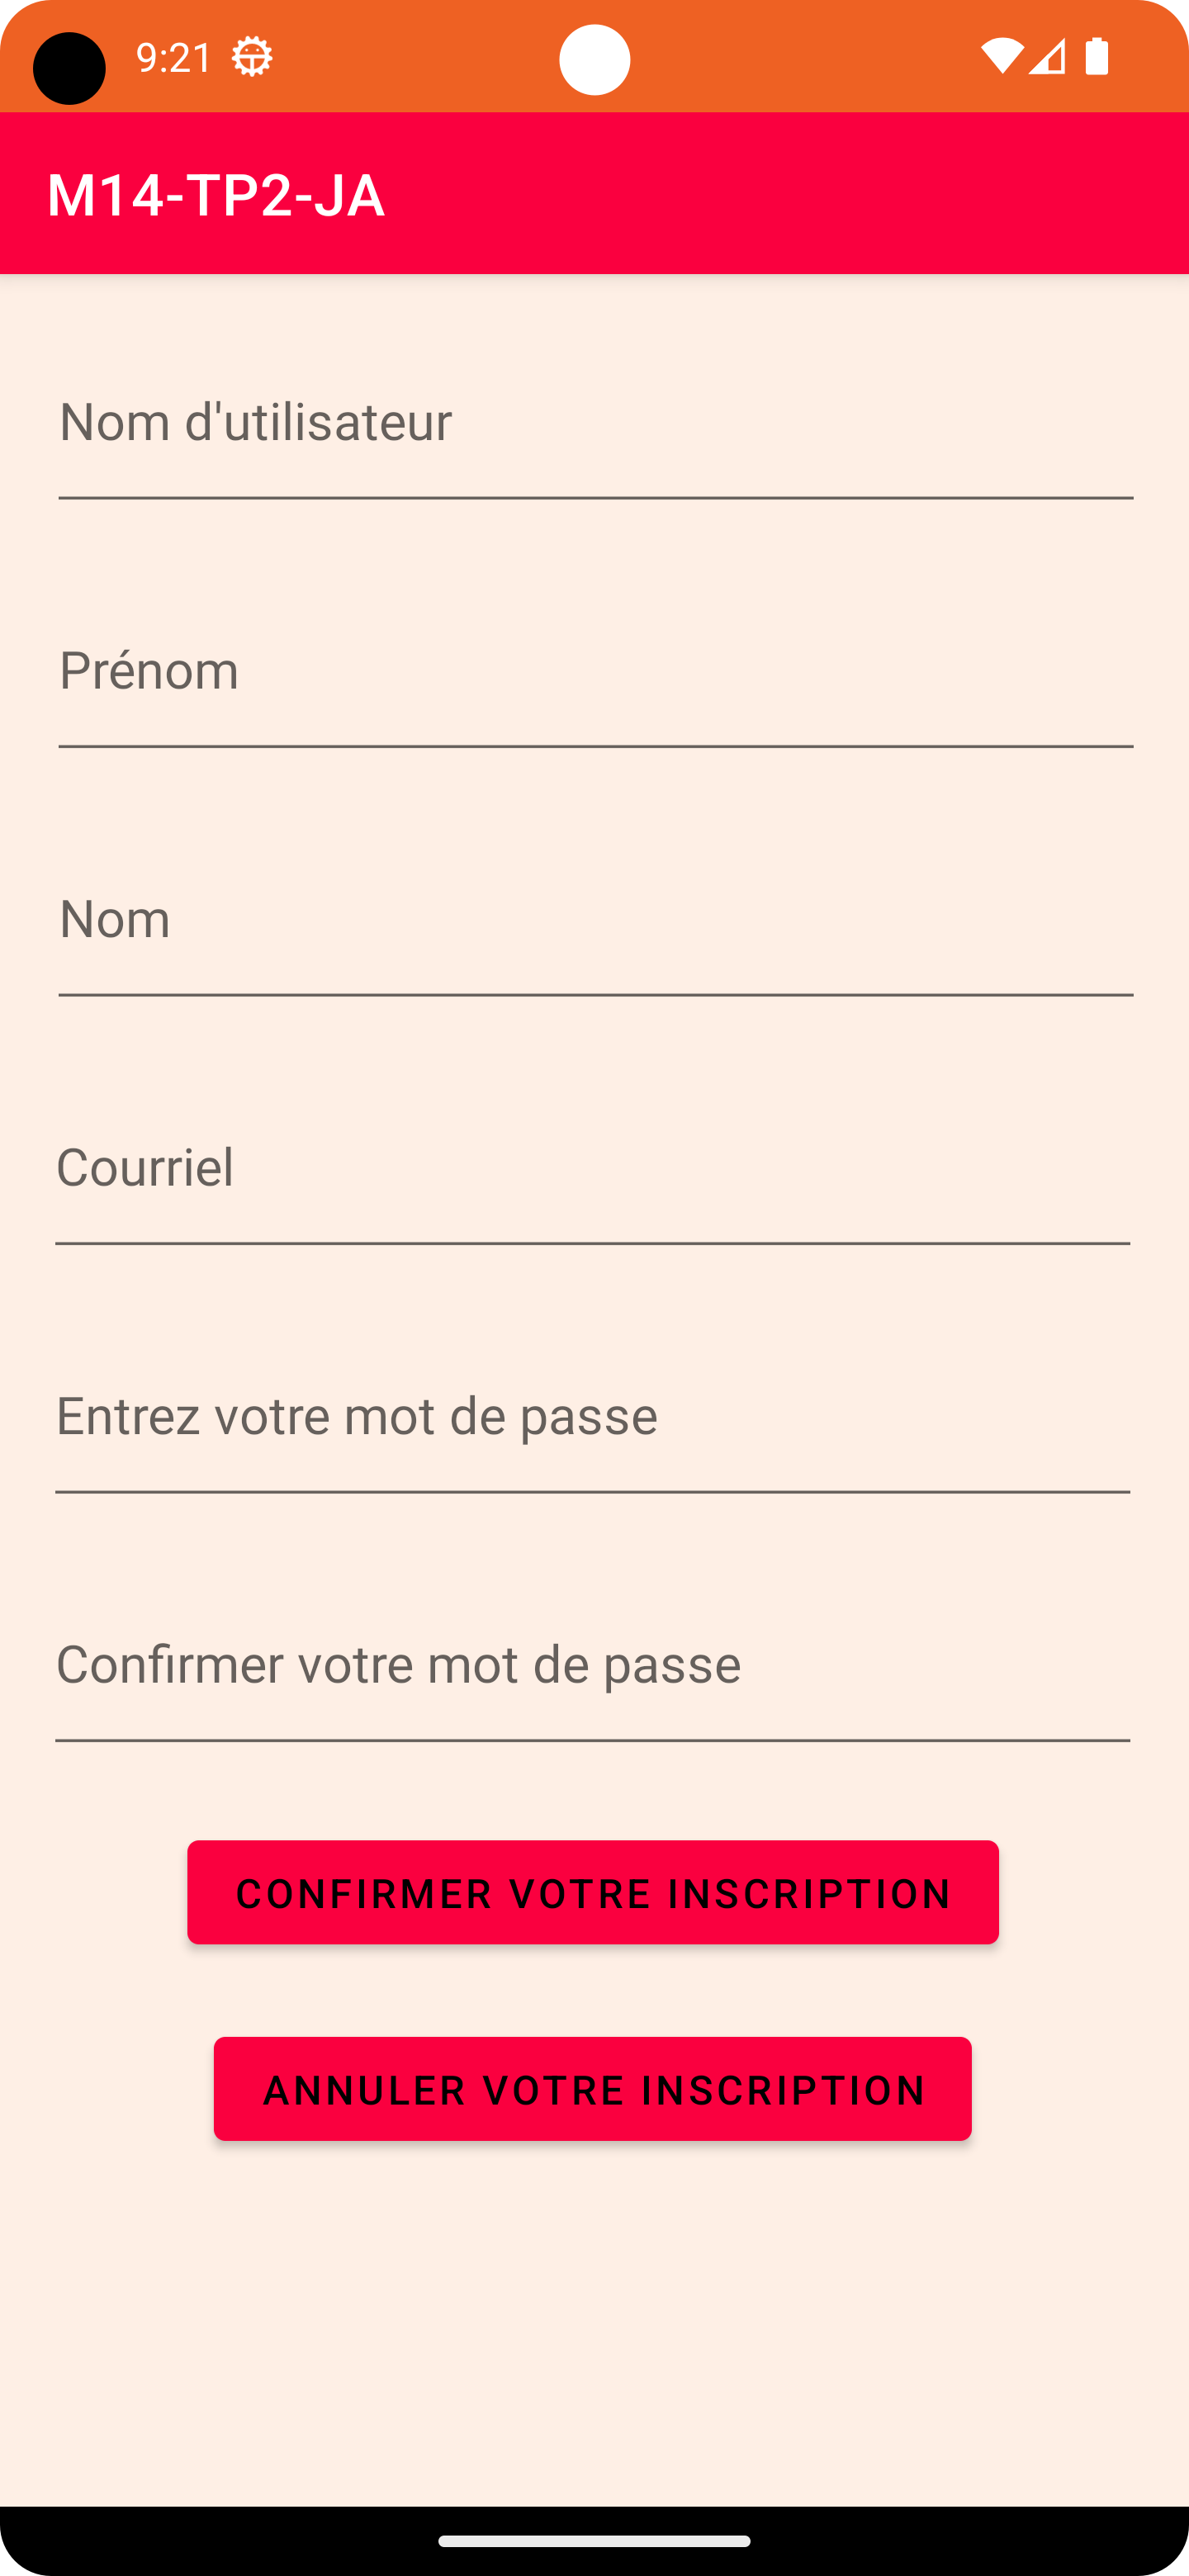 9:21
M14-TP2-JA
Nom d'utilisateur
Prénom
Nom
Courriel
Entrez votre mot de passe
Confirmer votre mot de passe
CONFIRMER VOTRE INSCRIPTION
ANNULER VOTRE INSCRIPTION